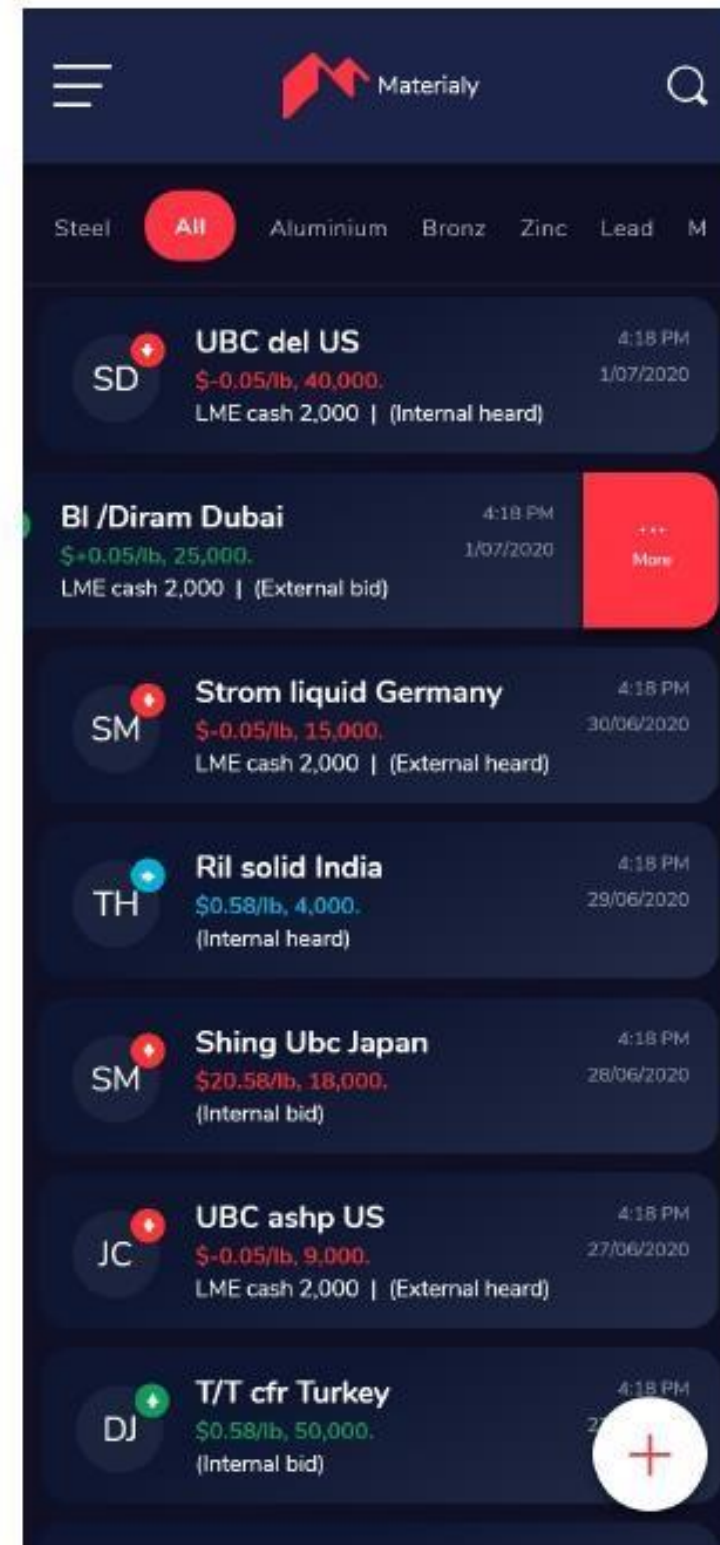 Materialy
Steel All Aluminium Bronz Zinc Lead M
UBC del US 4:18 PM
SD $-0.05/lb, 40,000. 1/07/2020
LME cash 2,000 | (Internal heard)
BI /Diram Dubai 4:18 PM
$+0.05/lb, 25,000. 1/07/2020
LME cash 2,000 | (External bid)
...
More
Strom liquid Germany 4:18 PM
SM $-0.05/lb, 15,000. 30/06/2020
LME cash 2,000 | (External heard)
Ril solid India 4:18 PM
TH $0.58/lb, 4,000. 29/06/2020
(Internal heard)
Shing Ubc Japan 4:18 PM
SM $20.58/lb, 18,000. 28/06/2020
(Internal bid)
UBC ashp US 4:18 PM
JC $-0.05/lb, 9,000. 27/06/2020
LME cash 2,000 | (External heard)
T/T cfr Turkey 4:18 PM
DJ $0.58/lb, 50,000.
(Internal bid)